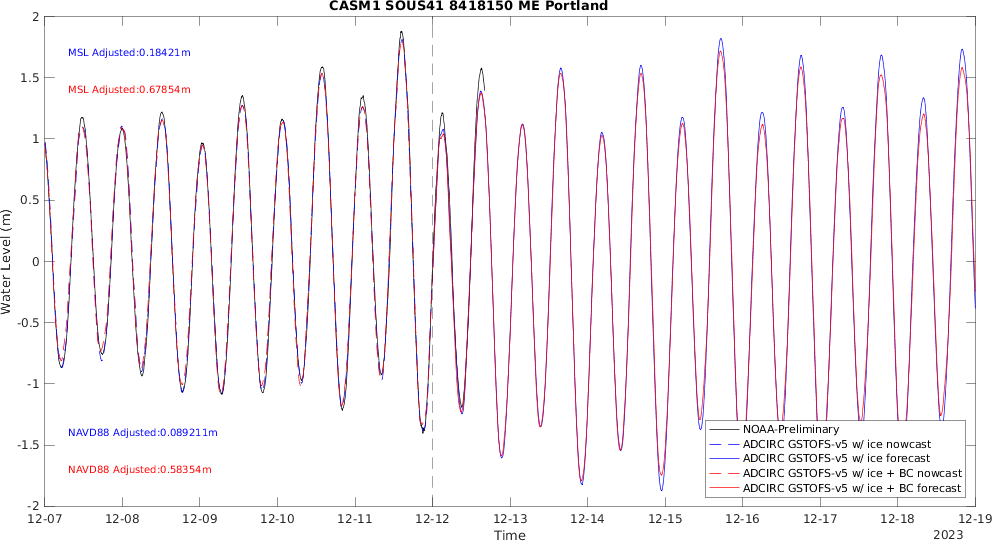 CASM1 SOUS41 8418150 ME Portland
2
1.5
1
0.5
0
-0.5
-1
-1.5
-2
Water Level (m)
MSL Adjusted:0.18421m
MSL Adjusted:0.67854m
NAVD88 Adjusted:0.089211m
NAVD88 Adjusted:0.58354m
NOAA-Preliminary
ADCIRC GSTOFS-v5 w/ ice nowcast
ADCIRC GSTOFS-v5 w/ ice forecast
ADCIRC GSTOFS-v5 w/ ice + BC nowcast
ADCIRC GSTOFS-v5 w/ ice + BC forecast
12-07 12-08 12-09 12-10 12-11 12-12 12-13 12-14 12-15 12-16 12-17 12-18 12-19
Time
2023